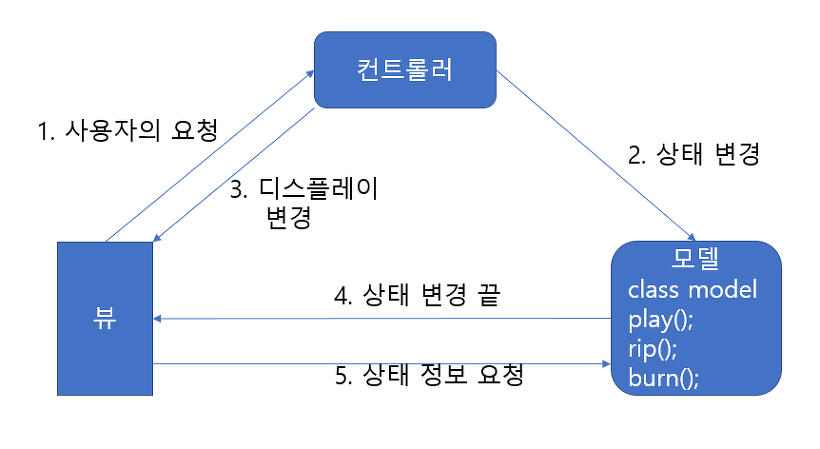 컨트롤러
1. 사용자의 요청
2. 상태 변경
3. 디스플레이
변경
뷰
4. 상태 변경 끝
5. 상태 정보 요청
모델
class model
play();
rip();
burn();